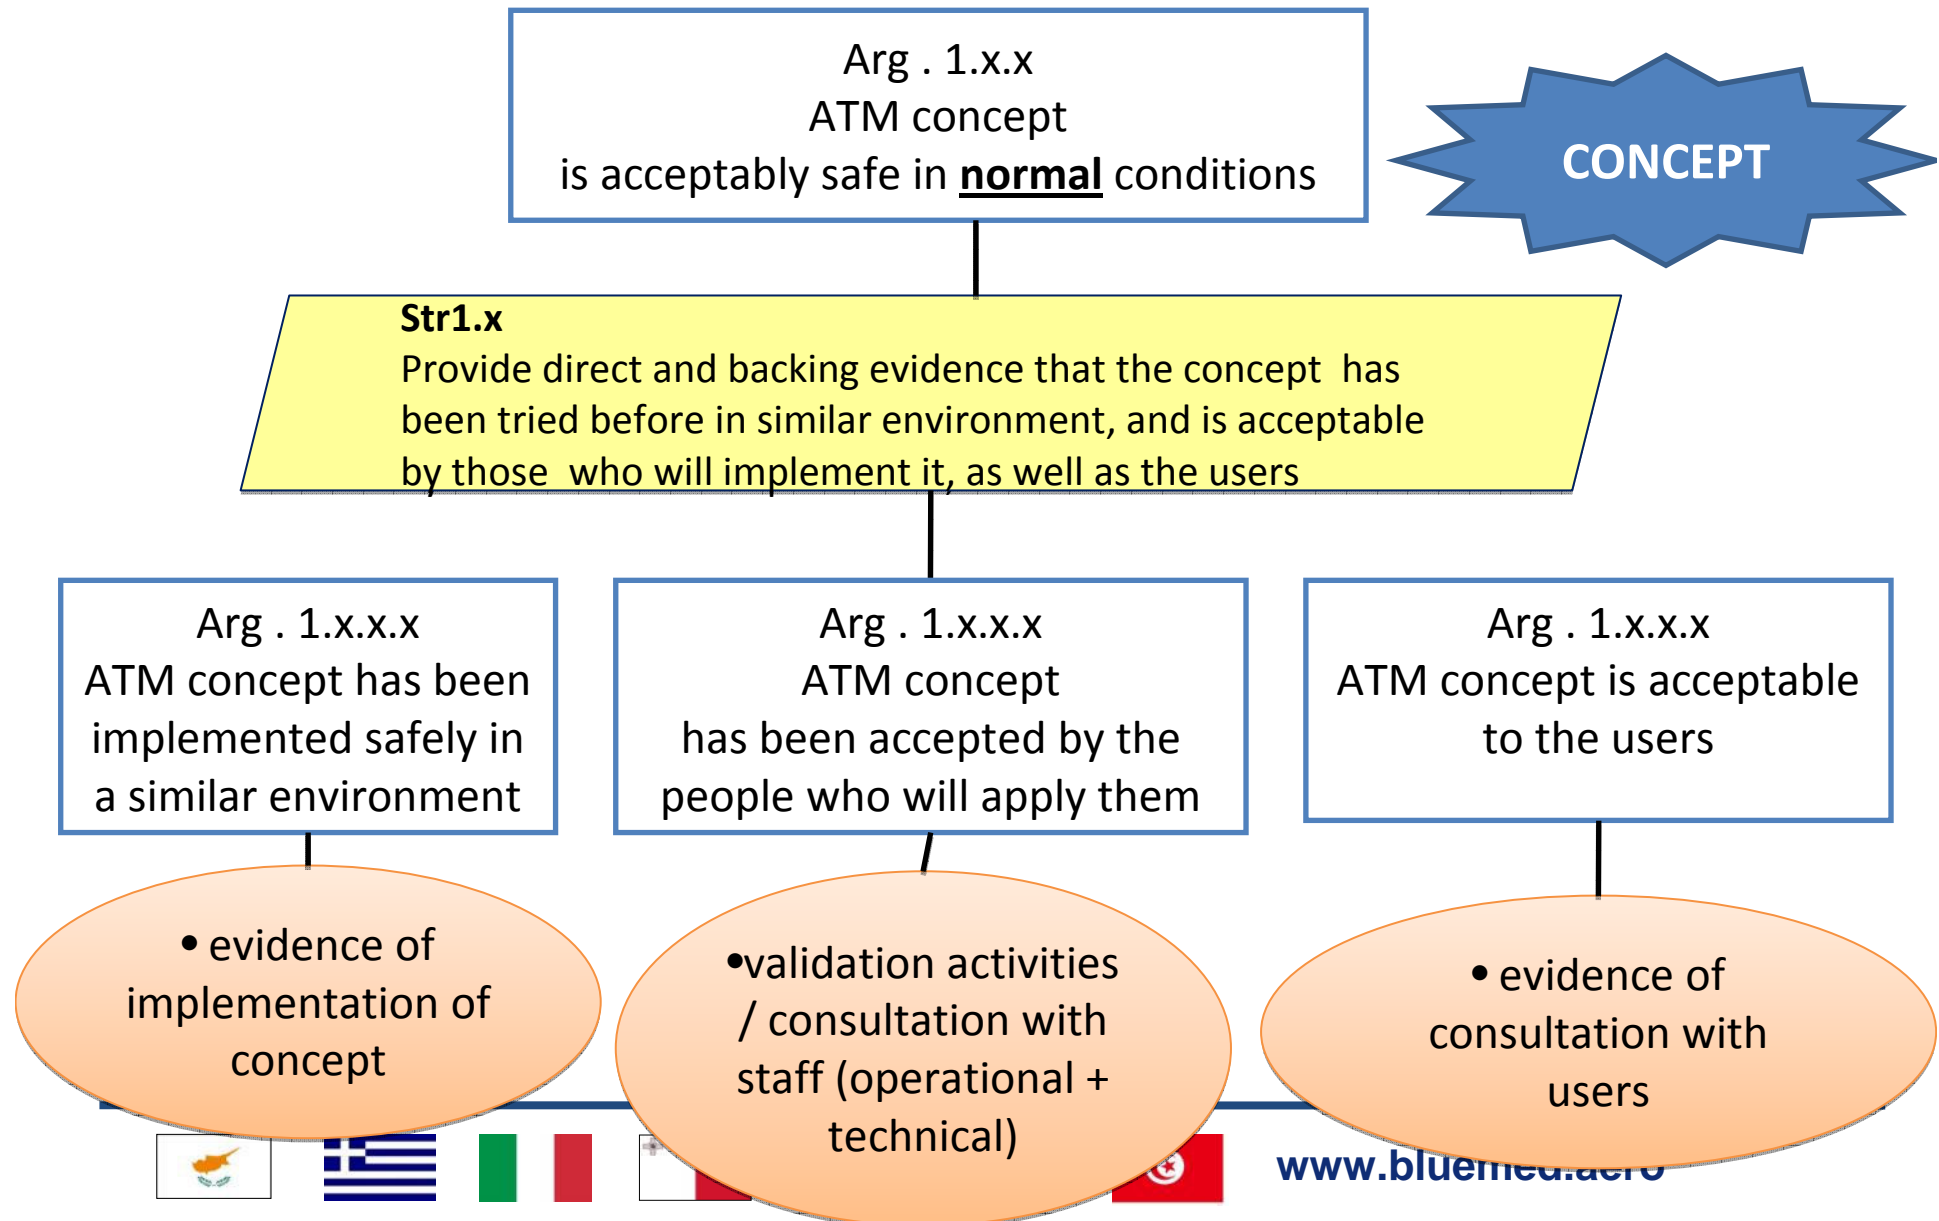 Arg . 1.x.x
ATM concept
is acceptably safe in normal conditions
CONCEPT
Str1.x
Provide direct and backing evidence that the concept  has
been tried before in similar environment, and is acceptable
by those  who will implement it, as well as the users
Arg . 1.x.x.x
ATM concept has been
implemented safely in
a similar environment
Arg . 1.x.x.x
ATM concept
has been accepted by the
people who will apply them
Arg . 1.x.x.x
ATM concept is acceptable
to the users
• evidence of
implementation of
concept
•validation activities
/ consultation with
staff (operational +
technical)
• evidence of
consultation with
users
www.bluemed.aero